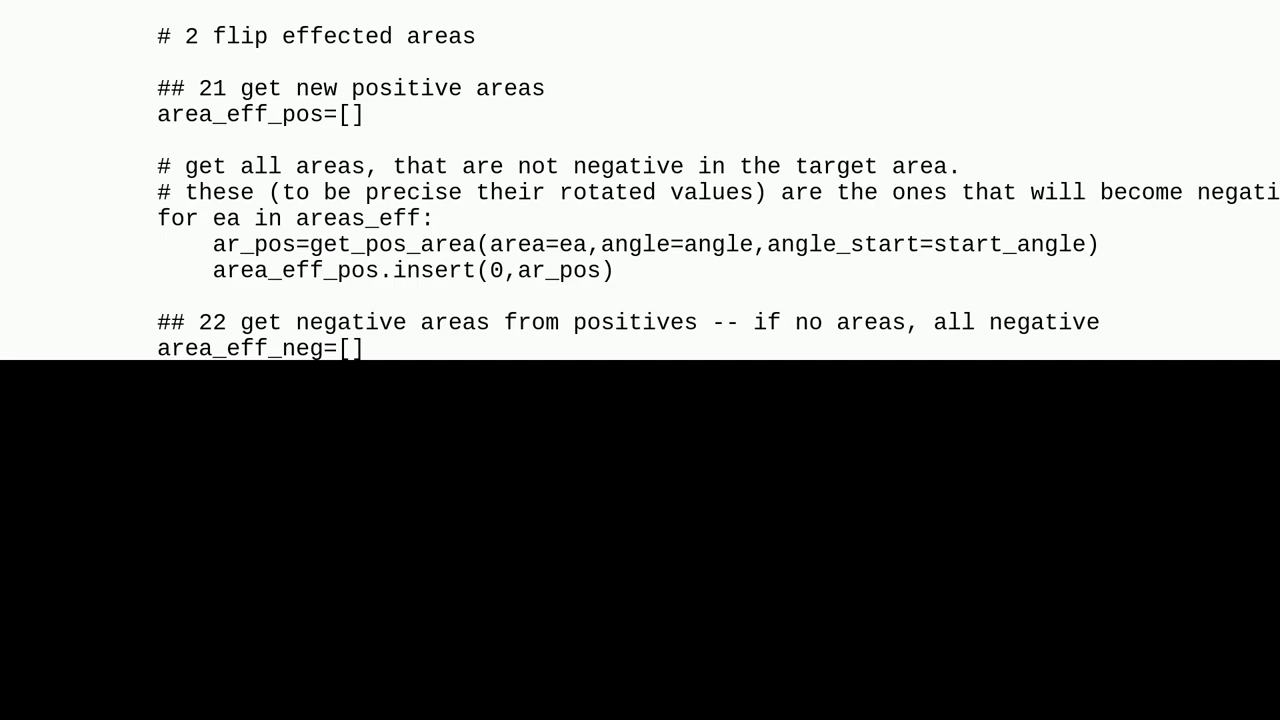 # 2 flip effected areas
## 21 get new positive areas
area_eff_pos=[]
# get all areas, that are not negative in the target area.
# these (to be precise their rotated values) are the ones that will become negati
for ea in areas_eff:
    ar_pos=get_pos_area(area=ea,angle=angle,angle_start=start_angle)
    area_eff_pos.insert(0,ar_pos)
## 22 get negative areas from positives -- if no areas, all negative
area_eff_neg=[]